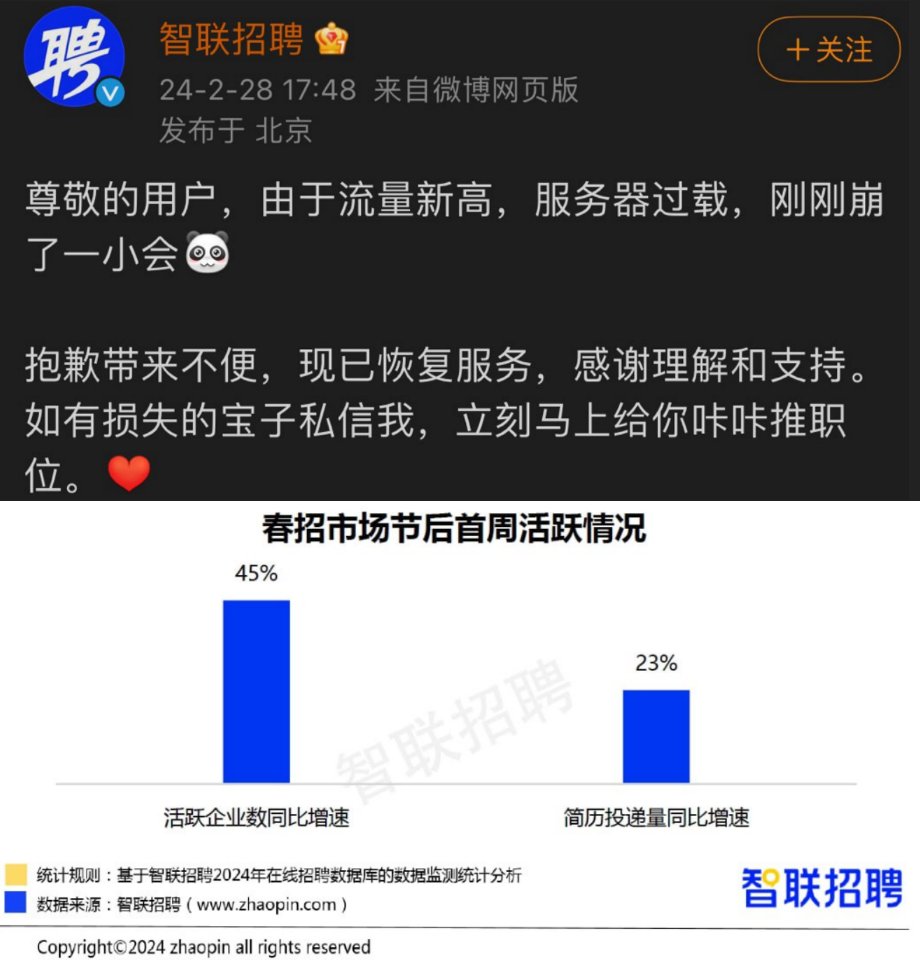 聘
智联招聘
+关注
24-2-28 17:48 来自微博网页版
发布于 北京
尊敬的用户，由于流量新高，服务器过载，刚刚崩
了一小会
抱歉带来不便，现已恢复服务，感谢理解和支持。
如有损失的宝子私信我，立刻马上给你咔咔推职
位。
春招市场节后首周活跃情况
45%
23%
智联招聘
活跃企业数同比增速
简历投递量同比增速
统计规则：基于智联招聘2024年在线招聘数据库的数据监测统计分析
数据来源：智联招聘（www.zhaopin.com）
智联招聘
Copyright©2024 zhaopin all rights reserved